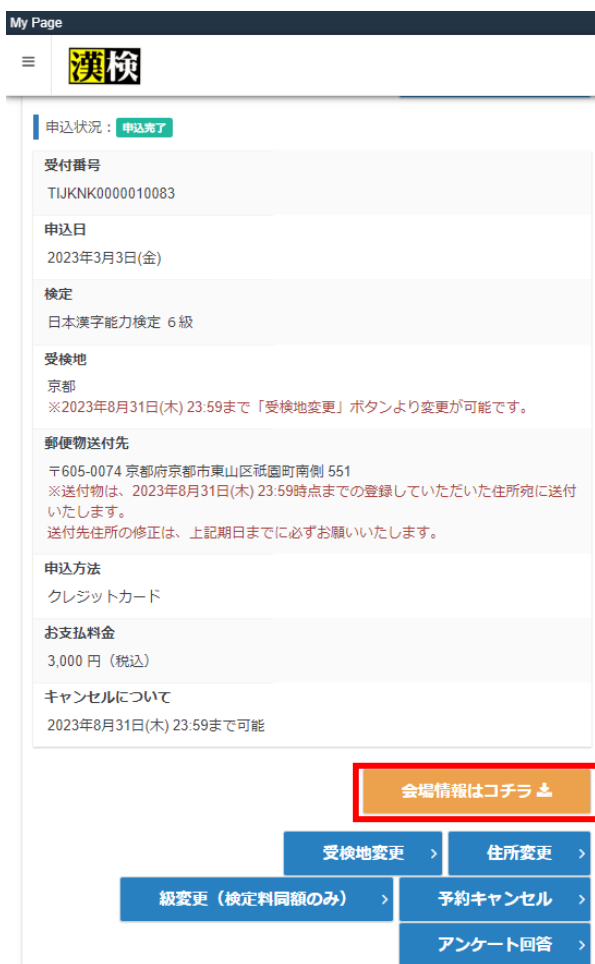 My Page
≡
漢検
申込状況：申込完了
受付番号
TIJKNK0000010083
申込日
2023年3月3日(金)
検定
日本漢字能力検定 6級
受検地
京都
※2023年8月31日(木) 23:59まで「受検地変更」ボタンより変更が可能です。
郵便物送付先
〒605-0074 京都府京都市東山区祇園町南側 551
※送付物は、2023年8月31日(木) 23:59時点までの登録していただいた住所宛に送付
いたします。
送付先住所の修正は、上記期日までに必ずお願いいたします。
申込方法
クレジットカード
お支払料金
3,000 円（税込）
キャンセルについて
2023年8月31日(木) 23:59まで可能
会場情報はコチラ
受検地変更 >
住所変更 >
級変更（検定料同額のみ） >
予約キャンセル >
アンケート回答 >